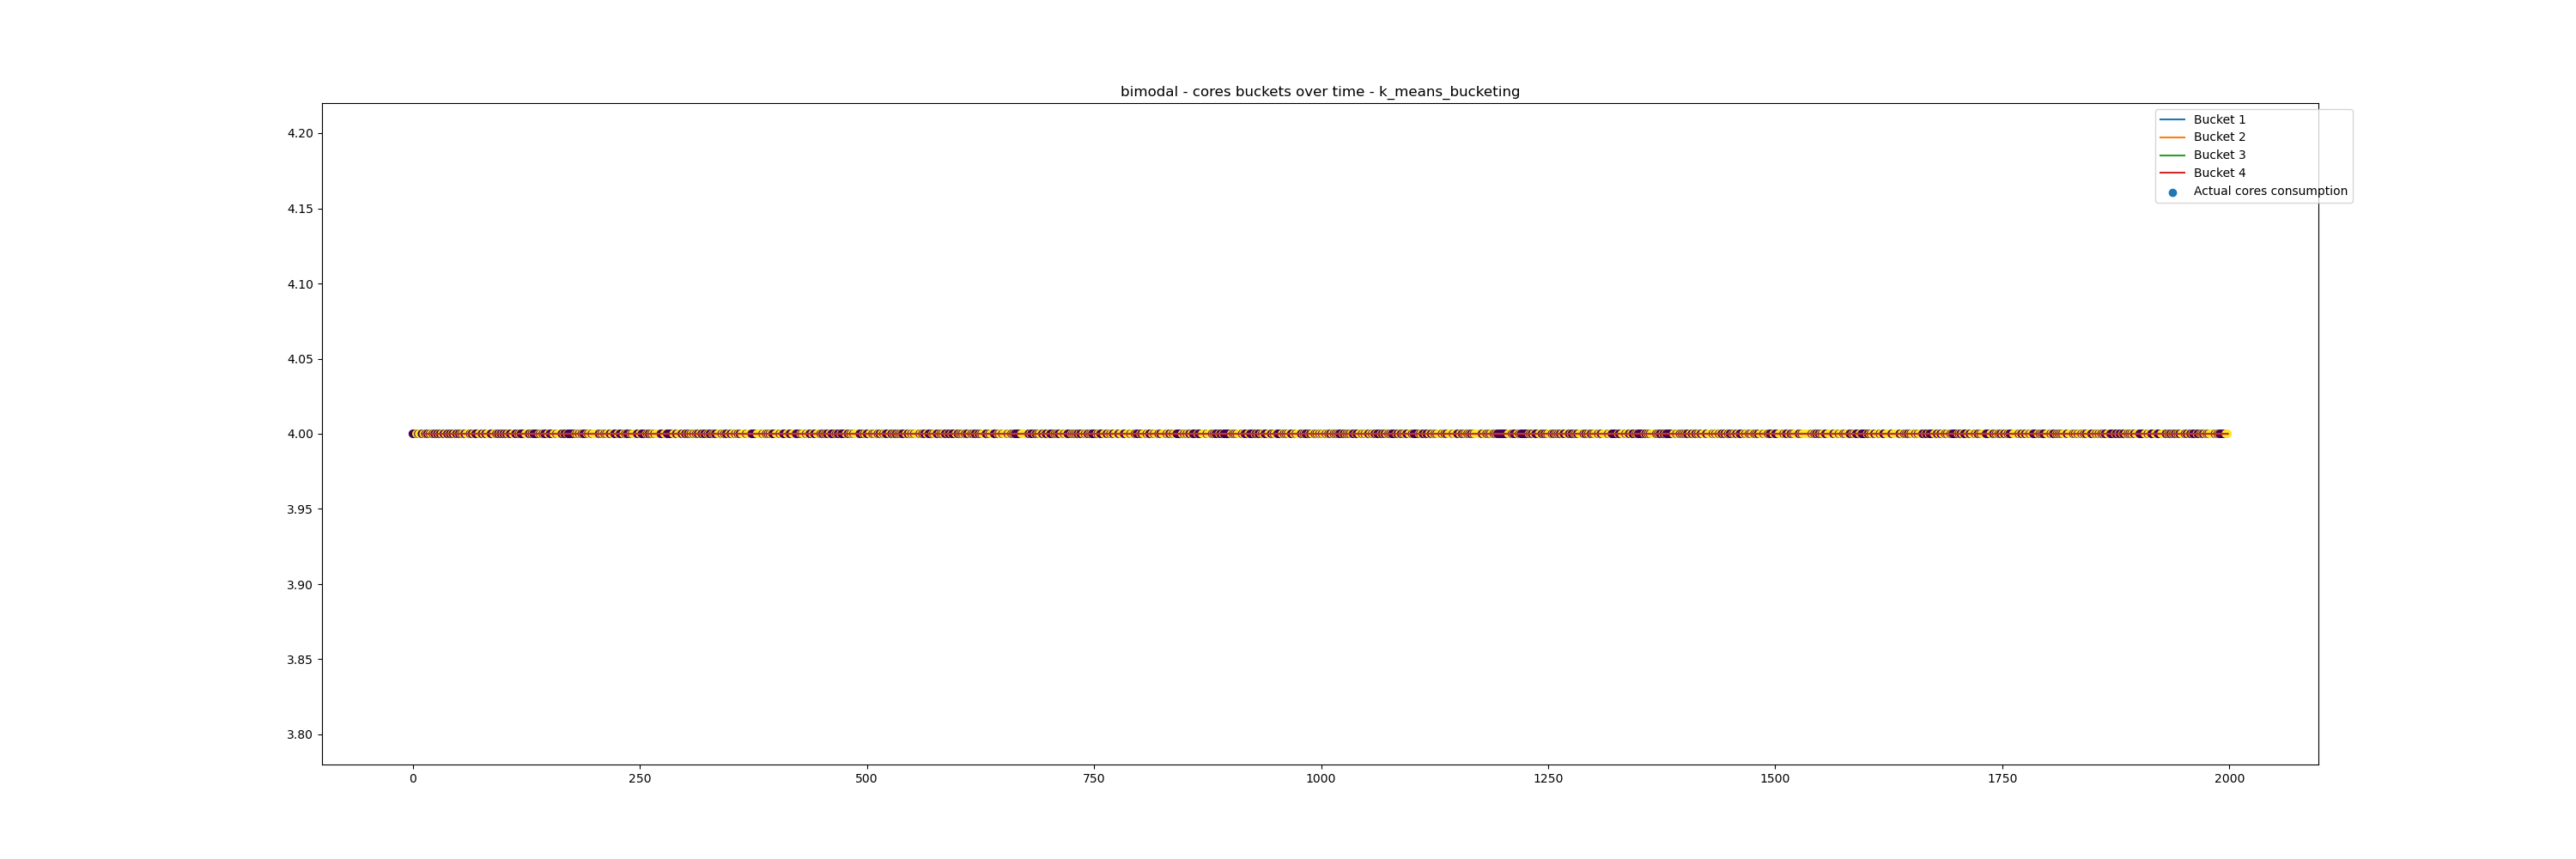 bimodal - cores buckets over time - k_means_bucketing
Bucket 1
Bucket 2
Bucket 3
Bucket 4
Actual cores consumption
4.20
4.15
4.10
4.05
4.00
3.95
3.90
3.85
3.80
0 250 500 750 1000 1250 1500 1750 2000